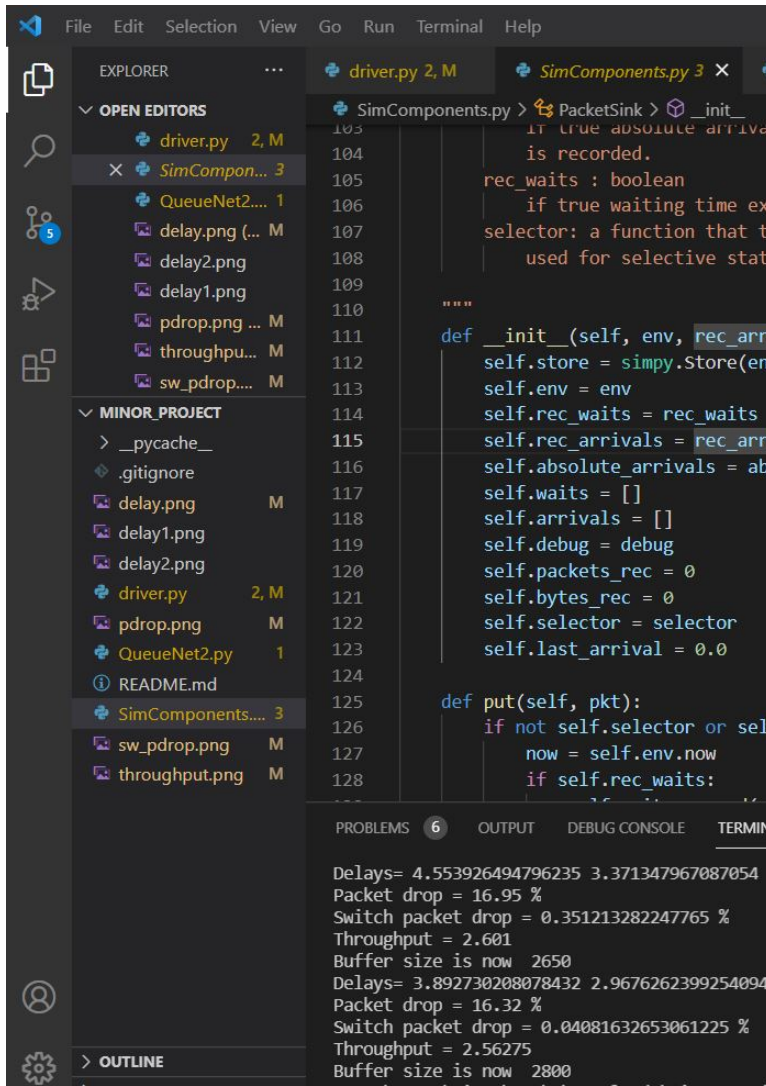 File Edit Selection View Go Run Terminal Help
EXPLORER ...
driver.py 2, M
SimComponents.py 3
OPEN EDITORS
SimComponents.py > PacketSink > __init__
driver.py 2, M
SimCompon... 3
QueueNet2.... 1
delay.png (... M
delay2.png
delay1.png
pdrop.png ... M
throughpu... M
sw_pdrop.... M
5
MINOR_PROJECT
__pycache__
.gitignore
delay.png M
delay1.png
delay2.png
driver.py 2, M
pdrop.png M
QueueNet2.py 1
README.md
SimComponents.... 3
sw_pdrop.png M
throughput.png M
OUTLINE
103 if true absolute arriva
104 is recorded.
105 rec_waits : boolean
106 if true waiting time ex
107 selector: a function that t
108 used for selective stat
109
110 """
111 def __init__(self, env, rec_arr
112 self.store = simpy.Store(en
113 self.env = env
114 self.rec_waits = rec_waits
115 self.rec_arrivals = rec_arr
116 self.absolute_arrivals = ab
117 self.waits = []
118 self.arrivals = []
119 self.debug = debug
120 self.packets_rec = 0
121 self.bytes_rec = 0
122 self.selector = selector
123 self.last_arrival = 0.0
124
125 def put(self, pkt):
126 if not self.selector or sel
127 now = self.env.now
128 if self.rec_waits:
PROBLEMS 6 OUTPUT DEBUG CONSOLE TERMIN
Delays= 4.553926494796235 3.371347967087054
Packet drop = 16.95 %
Switch packet drop = 0.351213282247765 %
Throughput = 2.601
Buffer size is now 2650
Delays= 3.892730208078432 2.9676262399254094
Packet drop = 16.32 %
Switch packet drop = 0.04081632653061225 %
Throughput = 2.56275
Buffer size is now 2800